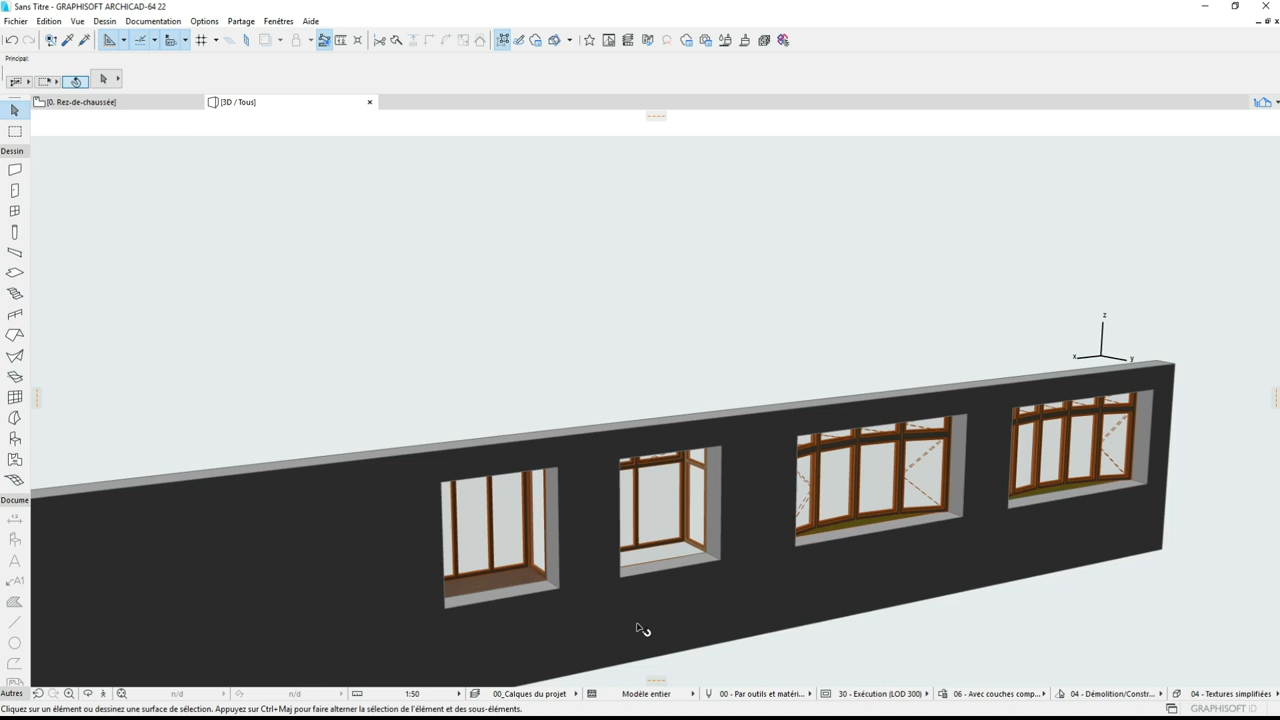 Sans Titre - GRAPHISOFT ARCHICAD-64 22
Fichier Edition Vue Dessin Documentation Options Partage Fenêtres Aide
Principal:
[0. Rez-de-chaussée] [3D / Tous]
Dessin
z
x y
Docume
A
A1
Autres n/d n/d 1:50 00_Calques du projet Modèle entier 00 - Par outils et matéri... 30 - Exécution (LOD 300) 06 - Avec couches comp... 04 - Démolition/Constr... 04 - Textures simplifiées
Cliquez sur un élément ou dessinez une surface de sélection. Appuyez sur Ctrl+Maj pour faire alterner la sélection de l'élément et des sous-éléments. GRAPHISOFT ID